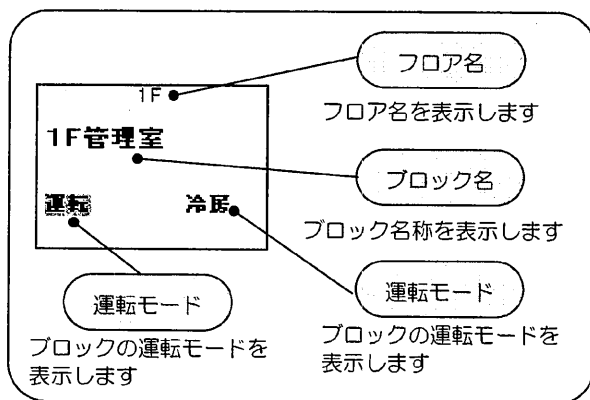 フロア名
1F
フロア名を表示します
1F管理室
ブロック名
運転
冷房
ブロック名称を表示します
運転モード
運転モード
ブロックの運転モードを
表示します
ブロックの運転モードを
表示します